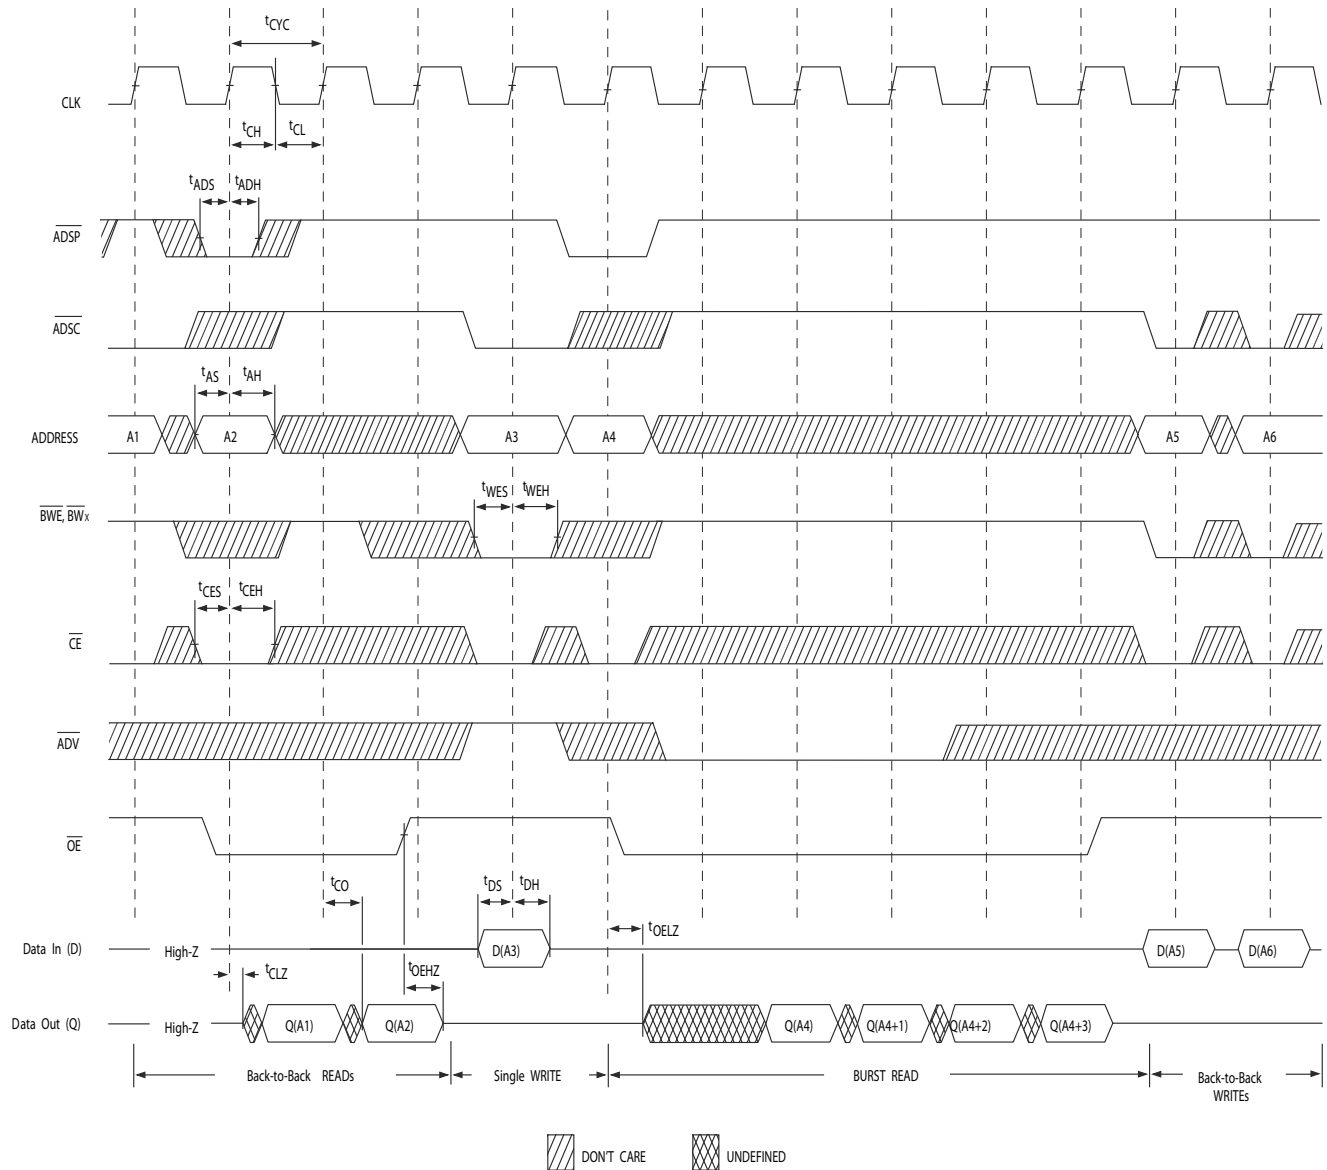 tCYC
CLK
tCH tCL
tADS tADH
ADSP
ADSC
tAS tAH
ADDRESS A1 A2 A3 A4 A5 A6
tWES tWEH
BWE, BWx
tCES tCEH
CE
ADV
OE
tCO tDS tDH
tOELZ
Data In (D) High-Z D(A3) D(A5) D(A6)
tCLZ tOEHZ
Data Out (Q) High-Z Q(A1) Q(A2) Q(A4) Q(A4+1) Q(A4+2) Q(A4+3)
Back-to-Back READs Single WRITE BURST READ Back-to-Back
WRITEs
DON'T CARE UNDEFINED